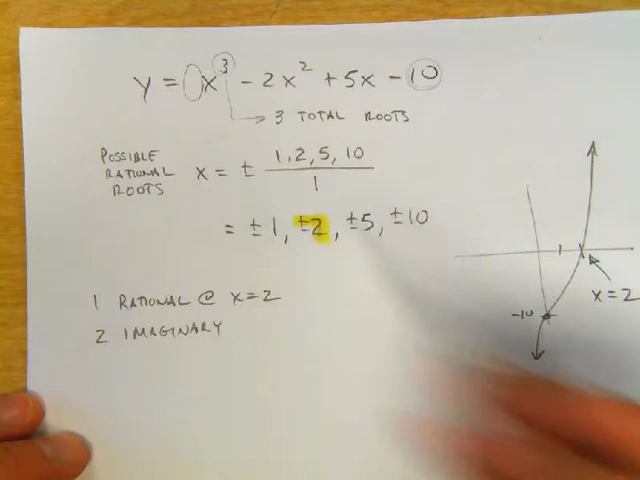 y = x³ - 2x² + 5x - 10
3 TOTAL ROOTS
POSSIBLE
RATIONAL
ROOTS
x = ± 1, 2, 5, 10 / 1
= ±1, ±2, ±5, ±10
1
x = 2
-10
1 RATIONAL @ x=2
2 IMAGINARY